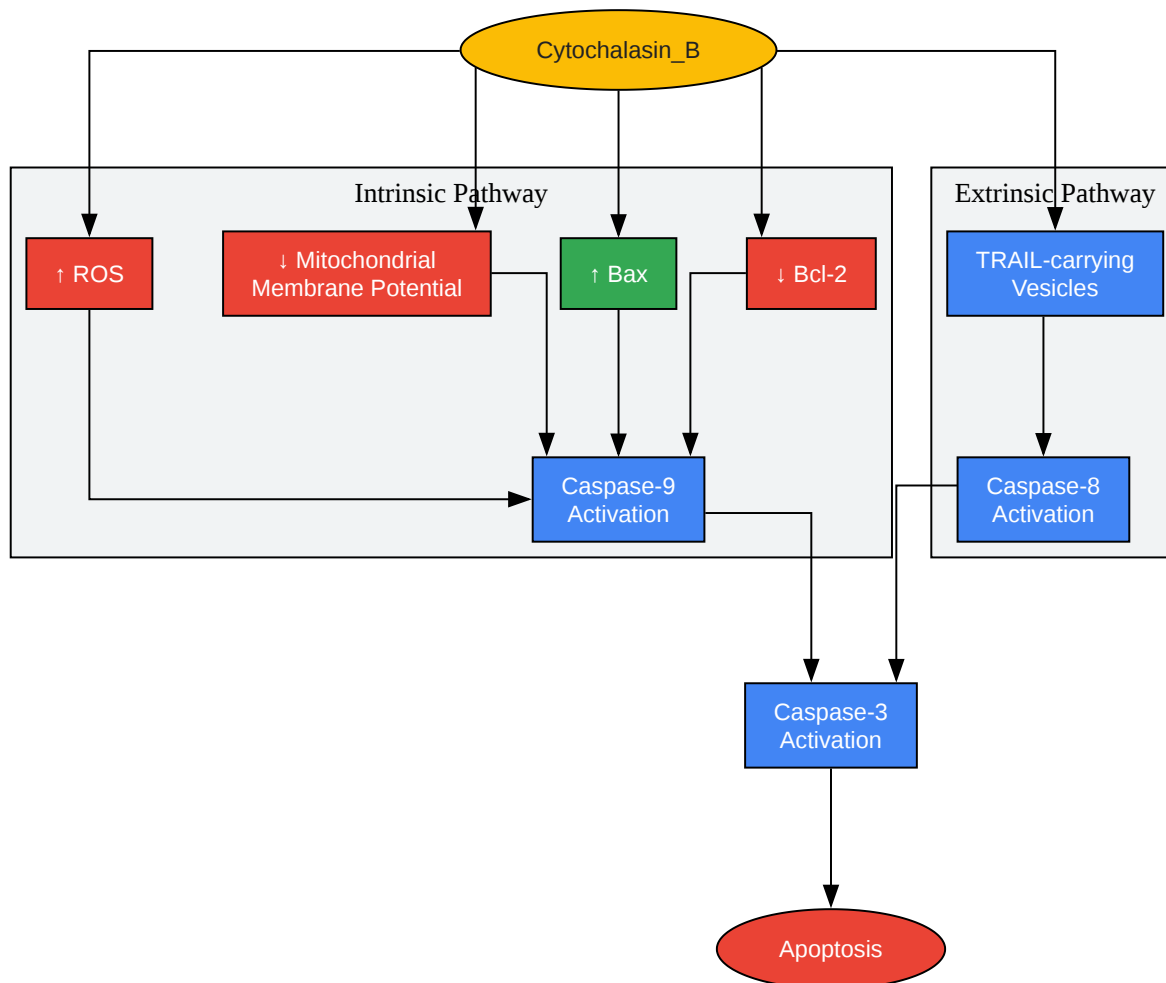 Cytochalasin_B
Intrinsic Pathway
Extrinsic Pathway
↑ ROS
↓ Mitochondrial
Membrane Potential
↑ Bax
↓ Bcl-2
TRAIL-carrying
Vesicles
Caspase-9
Activation
Caspase-8
Activation
Caspase-3
Activation
Apoptosis